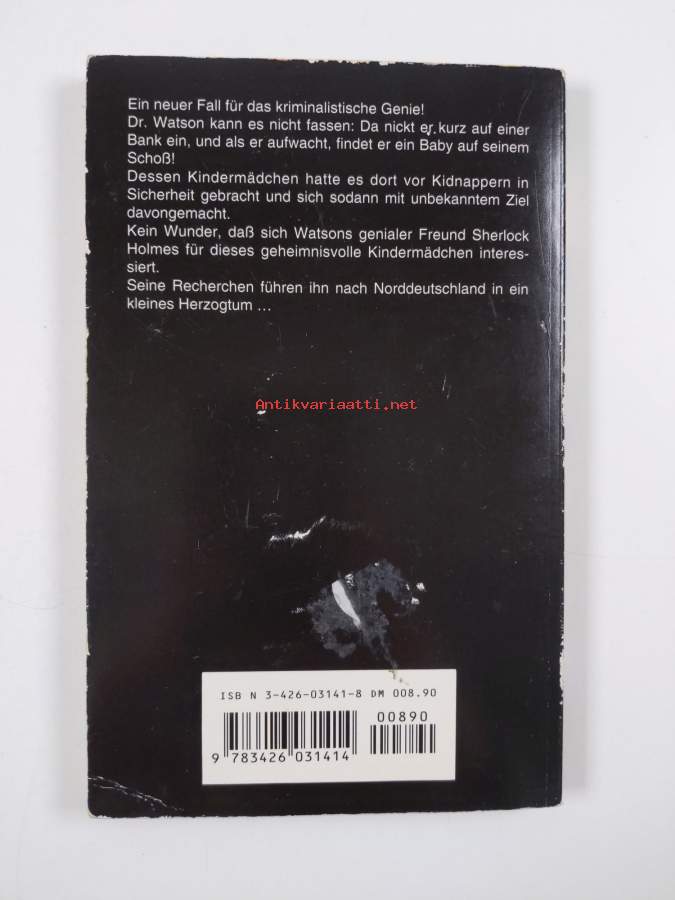 Ein neuer Fall für das kriminalistische Genie!
Dr. Watson kann es nicht fassen: Da nickt er kurz auf einer
Bank ein, und als er aufwacht, findet er ein Baby auf seinem
Schoß!
Dessen Kindermädchen hatte es dort vor Kidnappern in
Sicherheit gebracht und sich sodann mit unbekanntem Ziel
davongemacht.
Kein Wunder, daß sich Watsons genialer Freund Sherlock
Holmes für dieses geheimnisvolle Kindermädchen interes-
siert.
Seine Recherchen führen ihn nach Norddeutschland in ein
kleines Herzogtum ...
Antikvariaatti.net
ISB N 3-426-03141-8 DM 008.90
00890
9 783426 031414